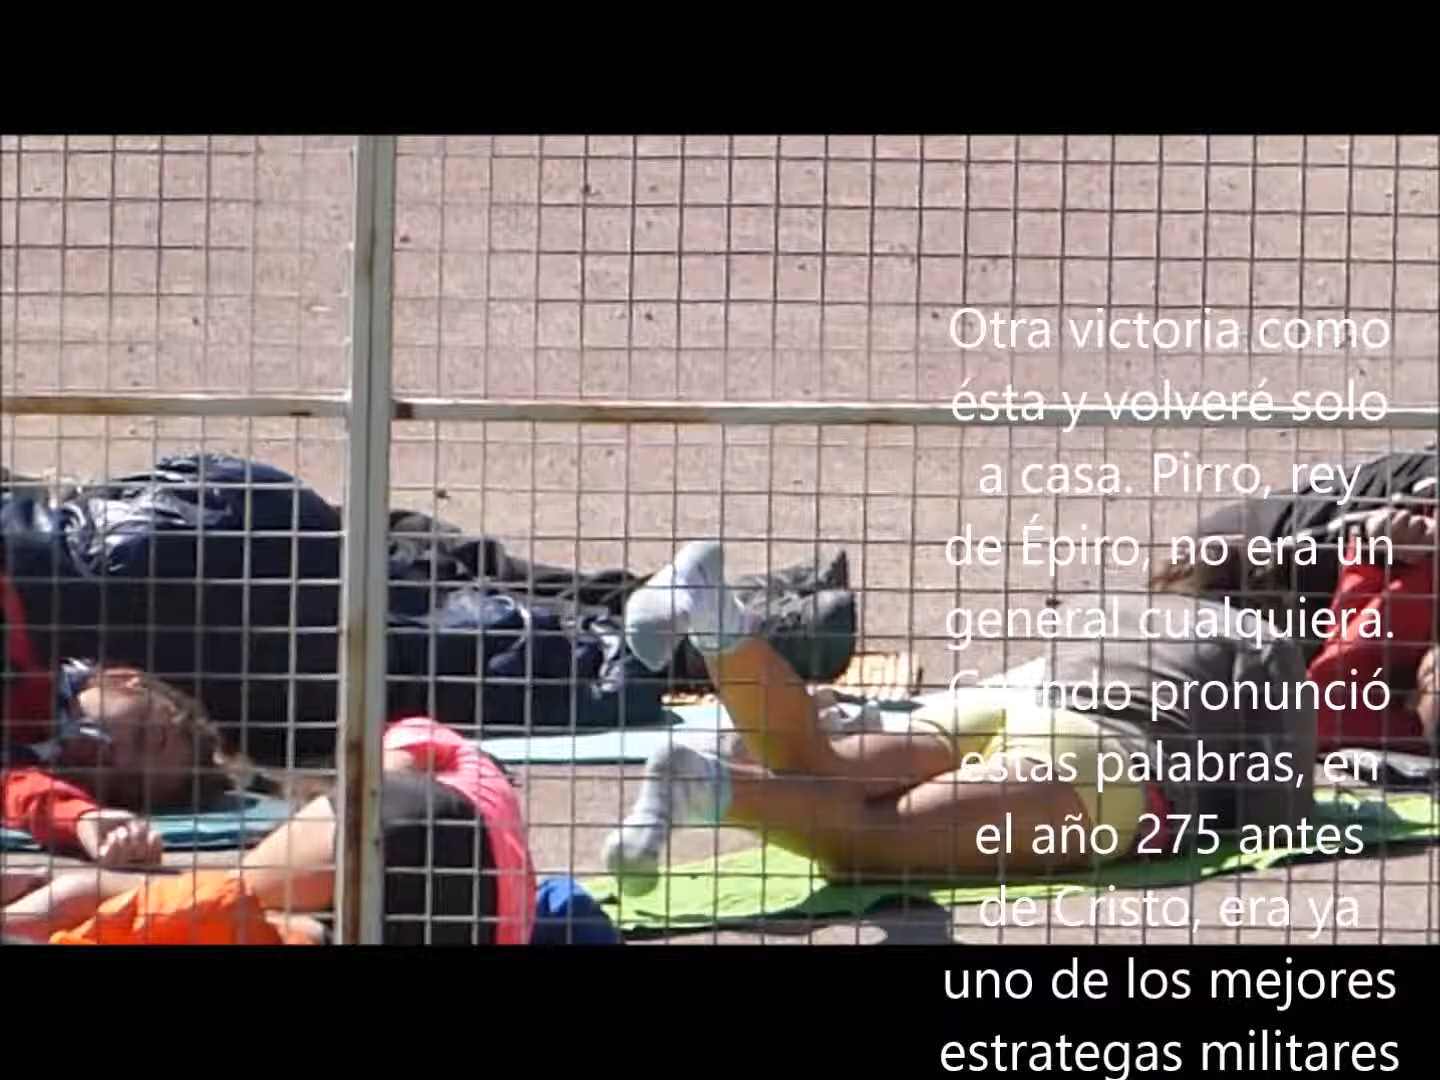 Otra victoria como
ésta y volveré solo
a casa. Pirro, rey
de Épiro, no era un
general cualquiera.
Cuando pronunció
estas palabras, en
el año 275 antes
de Cristo, era ya
uno de los mejores
estrategas militares